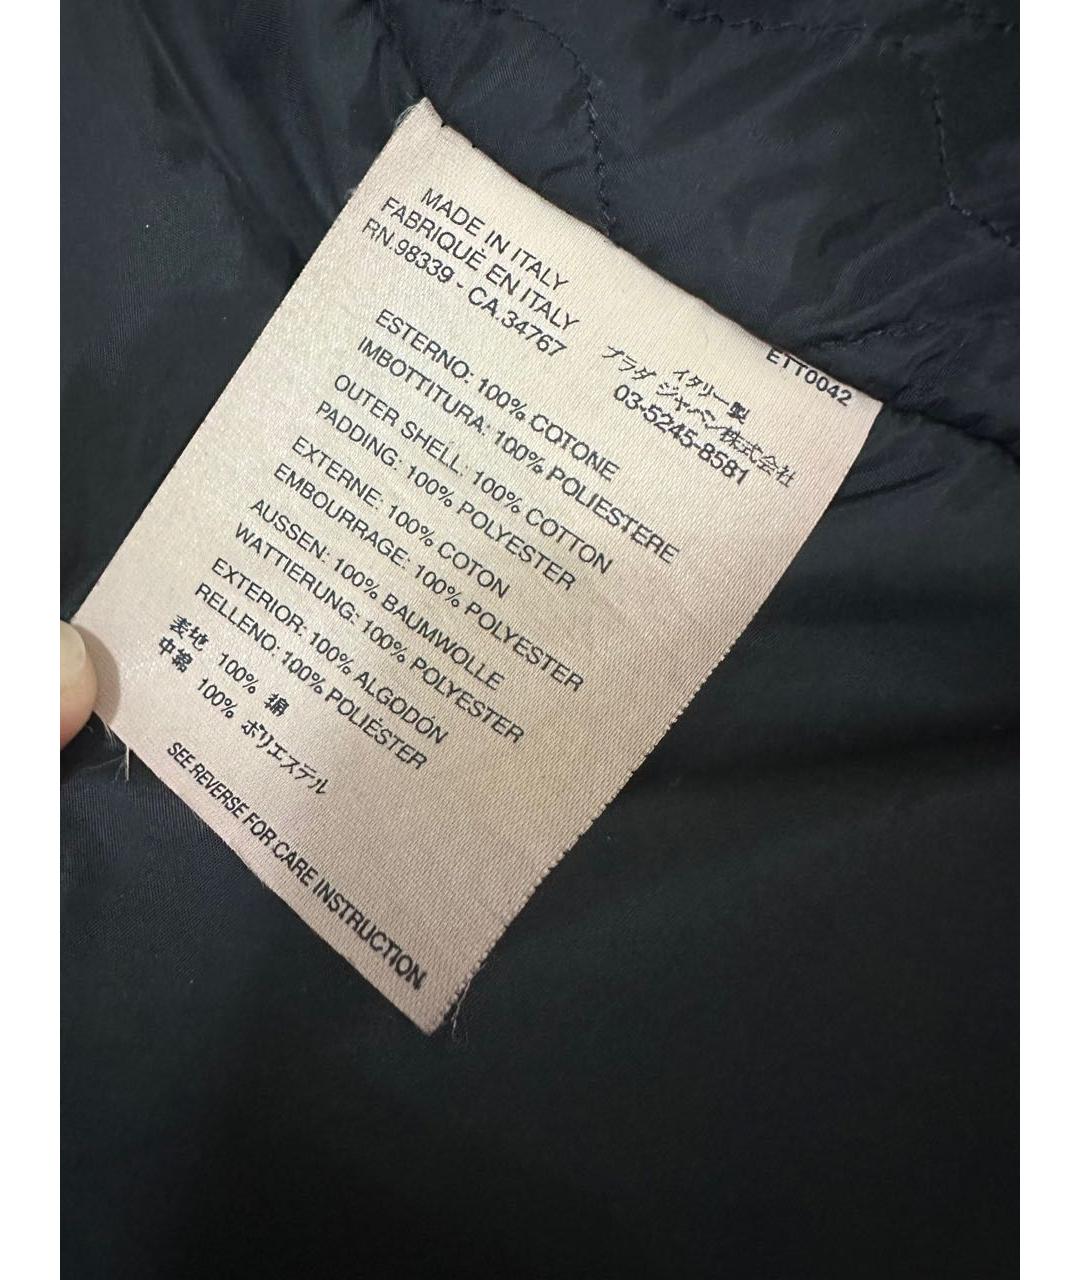 MADE IN ITALY
FABRIQUÈ EN ITALY
RN.98339 - CA.34767
ETT0042
イタリー製
プラダ ジャパン株式会社
03-5245-8581
ESTERNO: 100% COTONE
IMBOTTITURA: 100% POLIESTERE
OUTER SHELL: 100% COTTON
PADDING: 100% POLYESTER
EXTERNE: 100% COTON
EMBOURRAGE: 100% POLYESTER
AUSSEN: 100% BAUMWOLLE
WATTIERUNG: 100% POLYESTER
EXTERIOR: 100% ALGODÓN
RELLENO: 100% POLIÉSTER
表地 100% 綿
中綿 100% ポリエステル
SEE REVERSE FOR CARE INSTRUCTION